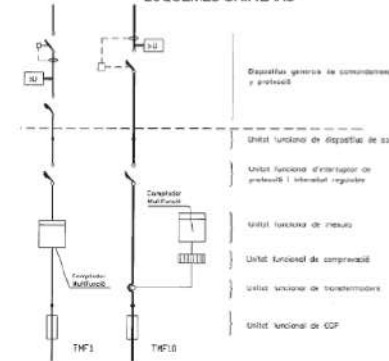 ESQUEMES UNIFILARS
Dispositius generals de comandament
y protecció
Unitat funcional de dispositius de
Unitat funcional d'interruptor de
protecció i intensitat regulable
Comptador
Multifunció
Unitat funcional de mesura
Unitat funcional de comprovació
Comptador
Multifunció
Unitat funcional de transformadors
Unitat funcional de CGP
TMF1
TMF10